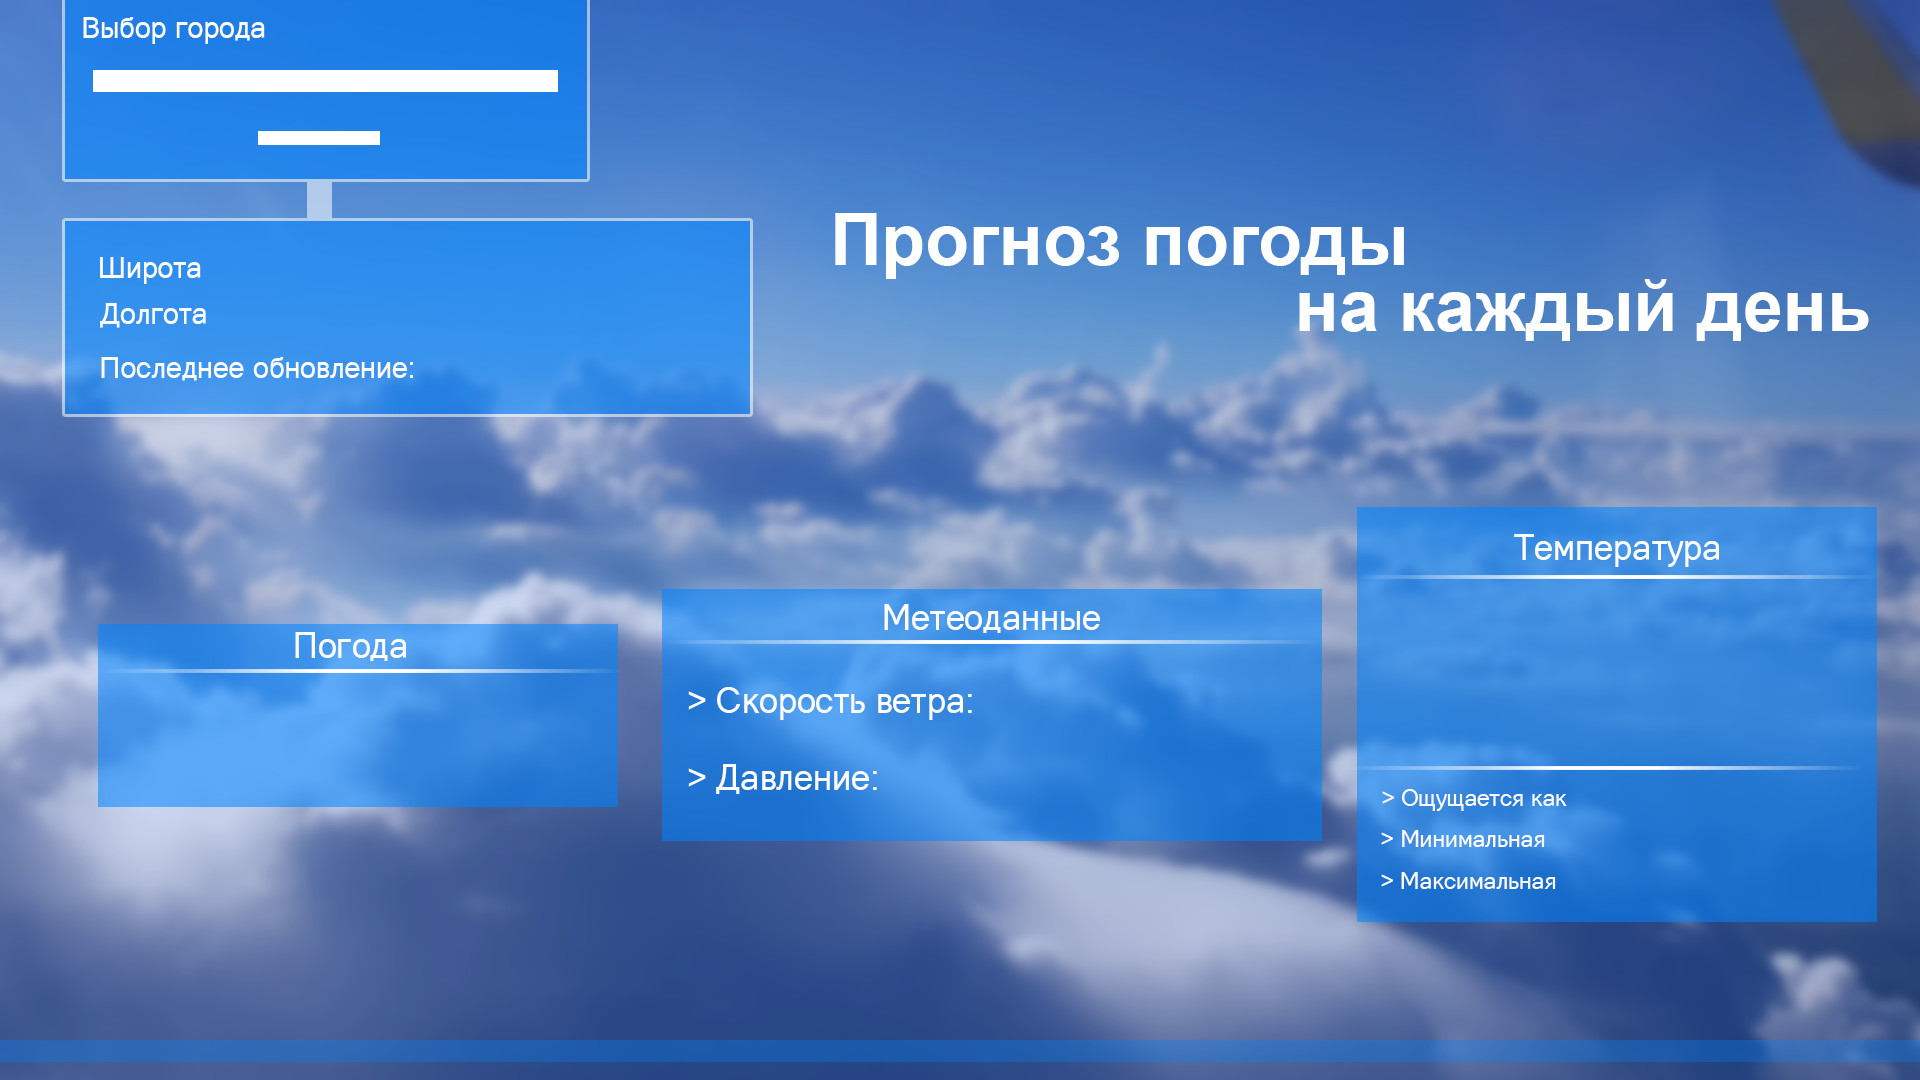 Выбор города
Широта
Долгота
Последнее обновление:
Прогноз погоды
на каждый день
Погода
Метеоданные
> Скорость ветра:
> Давление:
Температура
> Ощущается как
> Минимальная
> Максимальная